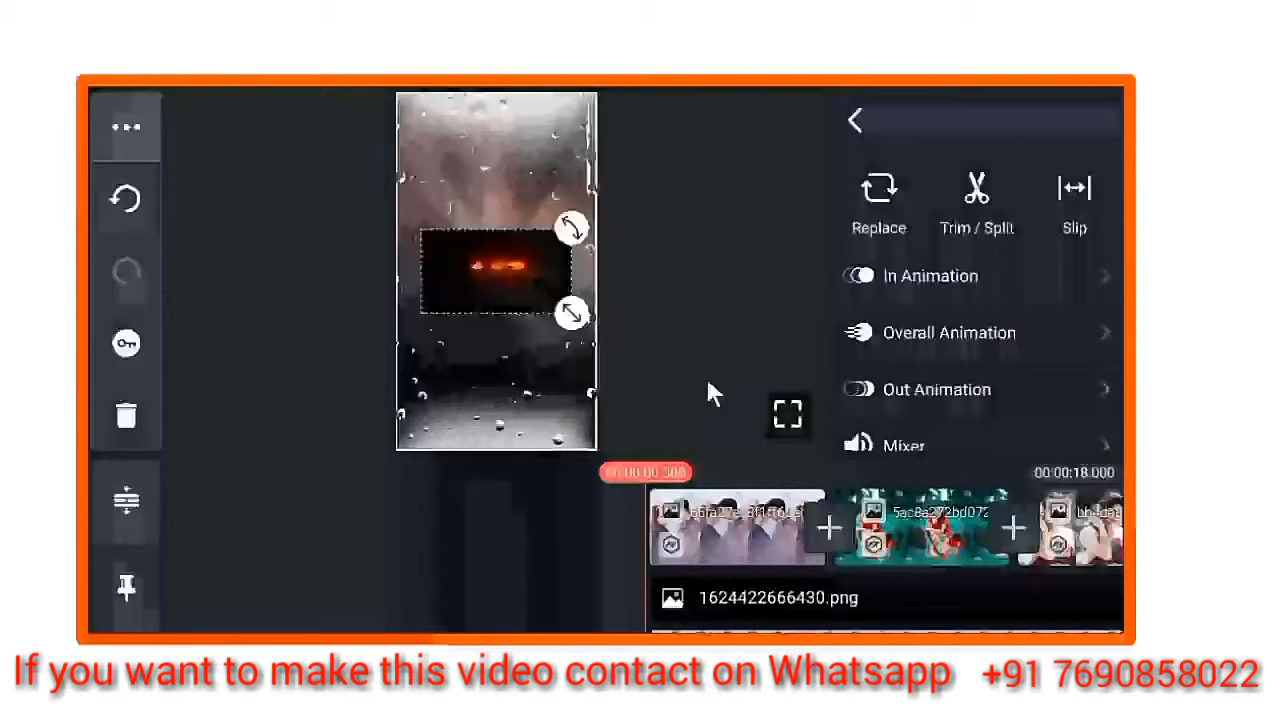 Replace
Trim / Split
Slip
In Animation
Overall Animation
Out Animation
Mixer
00:00:18.000
5ac8a272bd072
1624422666430.png
If you want to make this video contact on Whatsapp +91 7690858022